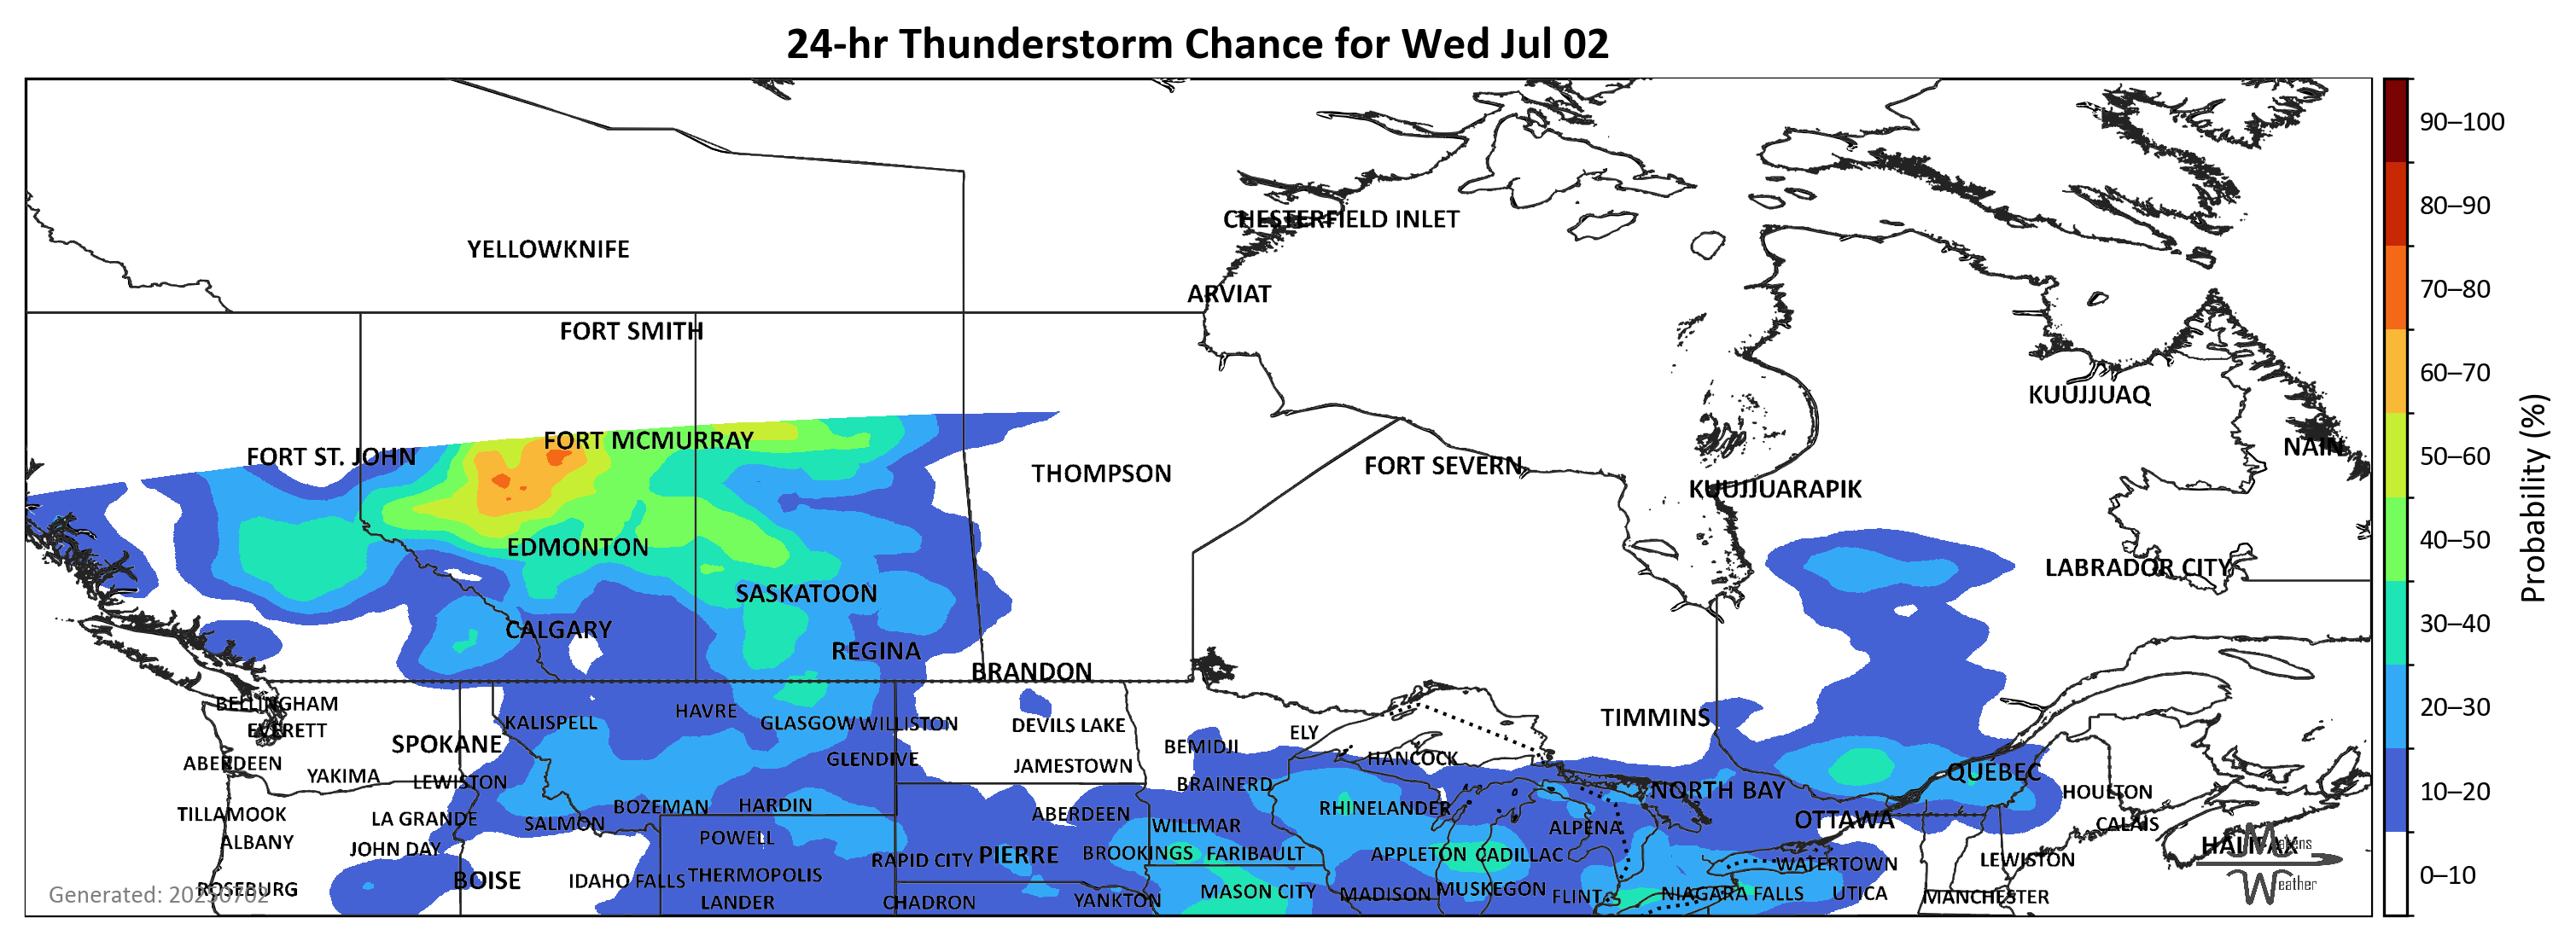 24-hr Thunderstorm Chance for Wed Jul 02
90–100
80–90
70–80
60–70
50–60
40–50
30–40
20–30
10–20
0–10
Probability (%)
CHESTERFIELD INLET
YELLOWKNIFE
ARVIAT
FORT SMITH
KUUJJUAQ
FORT MCMURRAY
NAIN
FORT ST. JOHN
FORT SEVERN
THOMPSON
KUUJJUARAPIK
EDMONTON
LABRADOR CITY
SASKATOON
CALGARY
REGINA
BRANDON
BELLINGHAM
KALISPELL
HAVRE
GLASGOW
WILLISTON
DEVILS LAKE
TIMMINS
EVERETT
ELY
SPOKANE
BEMIDJI
HANCOCK
GLENDIVE
ABERDEEN
JAMESTOWN
QUEBEC
YAKIMA
LEWISTON
BRAINERD
NORTH BAY
HOULTON
BOZEMAN
HARDIN
RHINELANDER
TILLAMOOK
LA GRANDE
SALMON
ABERDEEN
WILLMAR
ALPENA
OTTAWA
CALAIS
ALBANY
JOHN DAY
POWELL
RAPID CITY
PIERRE
BROOKINGS
FARIBAULT
APPLETON
CADILLAC
WATERTOWN
LEWISTON
HALIFAX
Makens
Weather
BOISE
IDAHO FALLS
THERMOPOLIS
ROSEBURG
MASON CITY
MADISON
MUSKEGON
FLINT
NIAGARA FALLS
UTICA
MANCHESTER
LANDER
CHADRON
YANKTON
Generated: 20250702